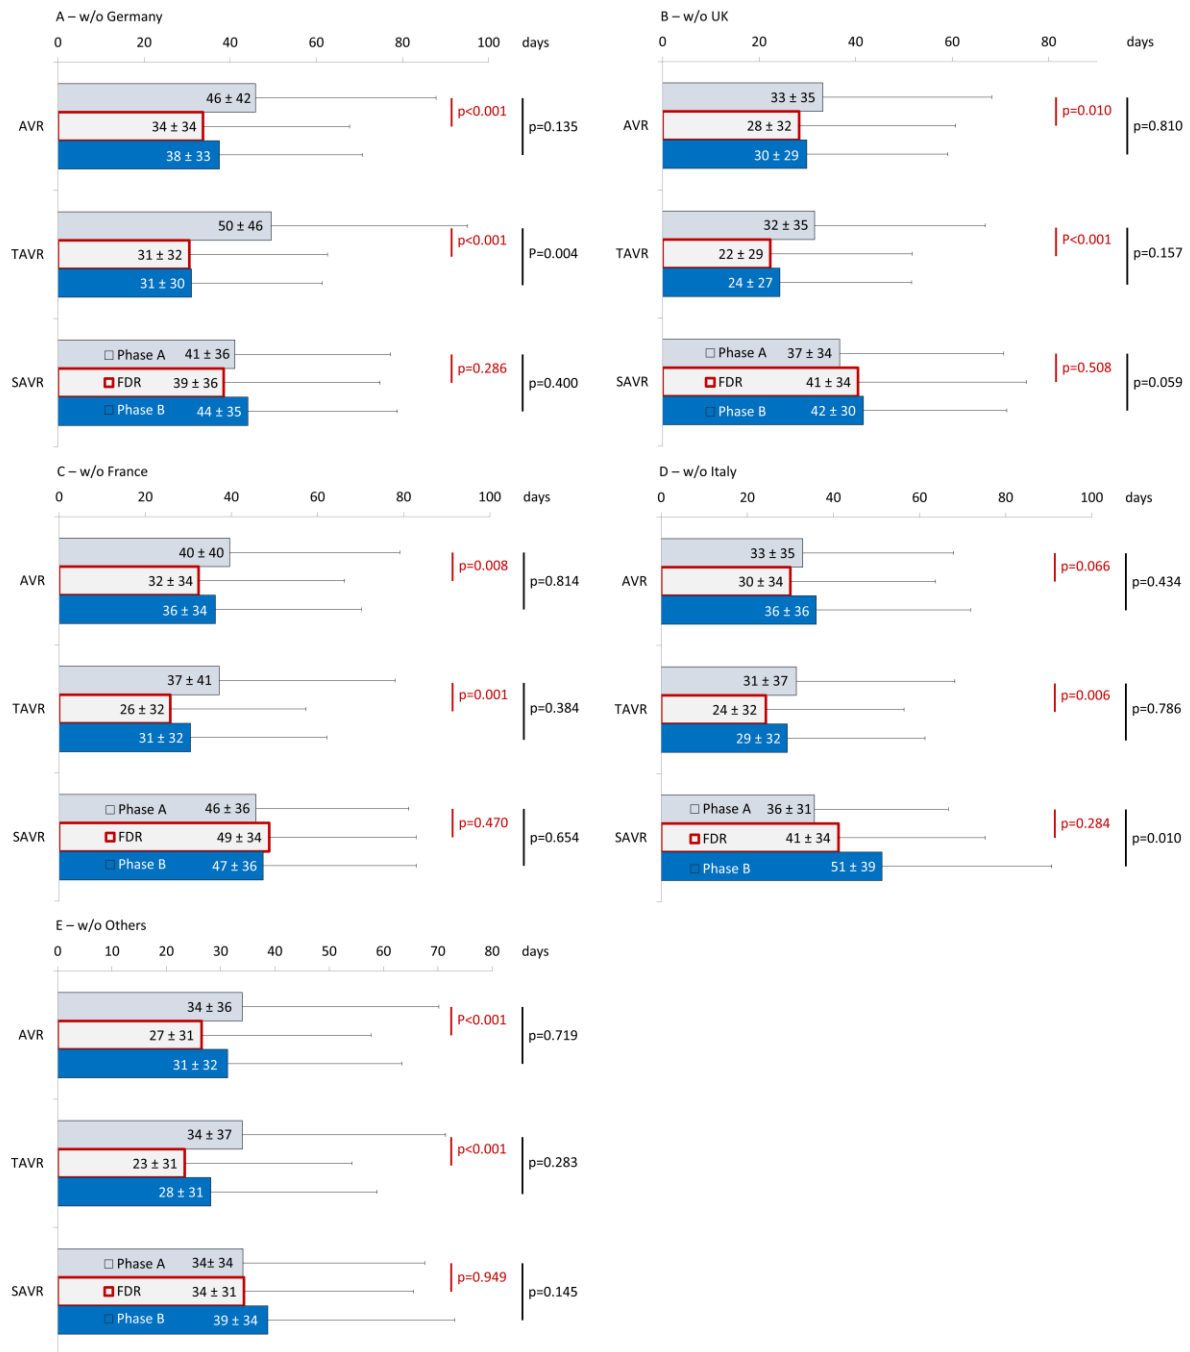 A – w/o Germany
0 20 40 60 80 100 days
AVR
46 ± 42
34 ± 34
38 ± 33
p<0.001
p=0.135
TAVR
50 ± 46
31 ± 32
31 ± 30
p<0.001
P=0.004
SAVR
Phase A 41 ± 36
FDR 39 ± 36
Phase B 44 ± 35
p=0.286
p=0.400
B – w/o UK
0 20 40 60 80 days
AVR
33 ± 35
28 ± 32
30 ± 29
p=0.010
p=0.810
TAVR
32 ± 35
22 ± 29
24 ± 27
P<0.001
p=0.157
SAVR
Phase A 37 ± 34
FDR 41 ± 34
Phase B 42 ± 30
p=0.508
p=0.059
C – w/o France
0 20 40 60 80 100 days
AVR
40 ± 40
32 ± 34
36 ± 34
p=0.008
p=0.814
TAVR
37 ± 41
26 ± 32
31 ± 32
p=0.001
p=0.384
SAVR
Phase A 46 ± 36
FDR 49 ± 34
Phase B 47 ± 36
p=0.470
p=0.654
D – w/o Italy
0 20 40 60 80 100 days
AVR
33 ± 35
30 ± 34
36 ± 36
p=0.066
p=0.434
TAVR
31 ± 37
24 ± 32
29 ± 32
p=0.006
p=0.786
SAVR
Phase A 36 ± 31
FDR 41 ± 34
Phase B 51 ± 39
p=0.284
p=0.010
E – w/o Others
0 10 20 30 40 50 60 70 80 days
AVR
34 ± 36
27 ± 31
31 ± 32
P<0.001
p=0.719
TAVR
34 ± 37
23 ± 31
28 ± 31
p<0.001
p=0.283
SAVR
Phase A 34± 34
FDR 34 ± 31
Phase B 39 ± 34
p=0.949
p=0.145